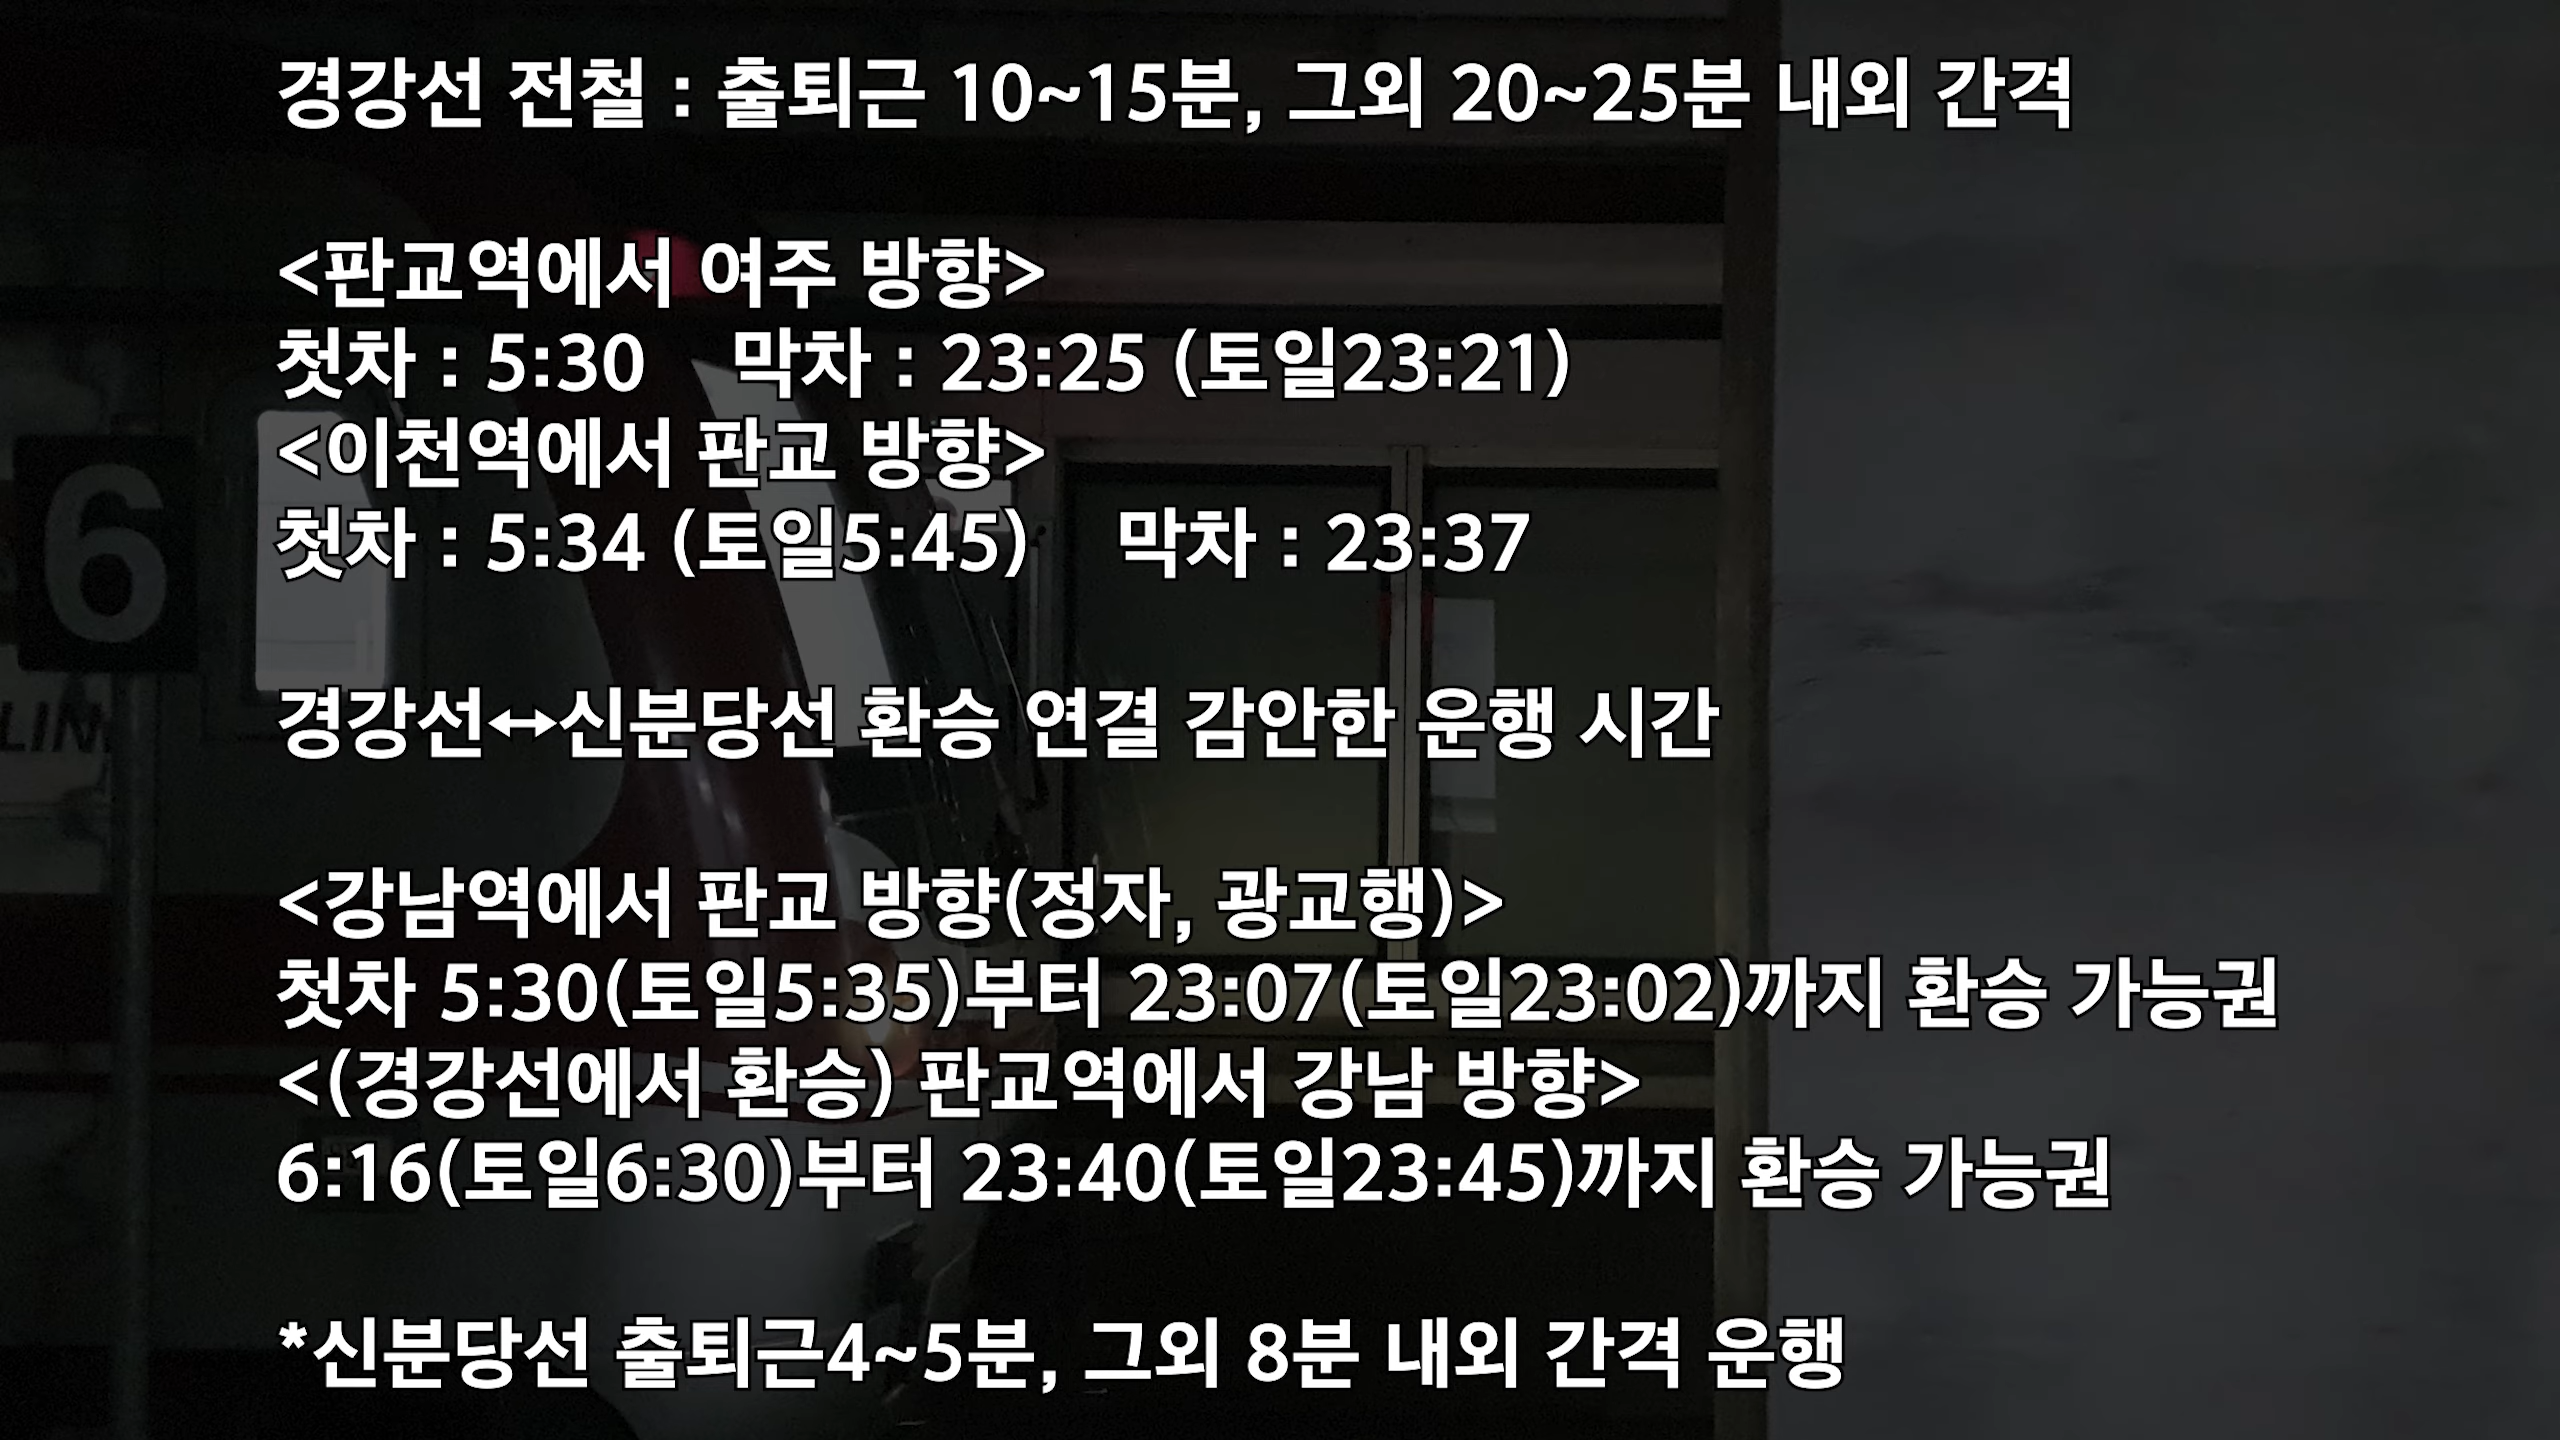 경강선 전철 : 출퇴근 10~15분, 그외 20~25분 내외 간격
<판교역에서 여주 방향>
첫차 : 5:30 막차 : 23:25 (토일23:21)
<이천역에서 판교 방향>
첫차 : 5:34 (토일5:45) 막차 : 23:37
6
LIN
경강선↔신분당선 환승 연결 감안한 운행 시간
<강남역에서 판교 방향(정자, 광교행)>
첫차 5:30(토일5:35)부터 23:07(토일23:02)까지 환승 가능권
<(경강선에서 환승) 판교역에서 강남 방향>
6:16(토일6:30)부터 23:40(토일23:45)까지 환승 가능권
*신분당선 출퇴근4~5분, 그외 8분 내외 간격 운행